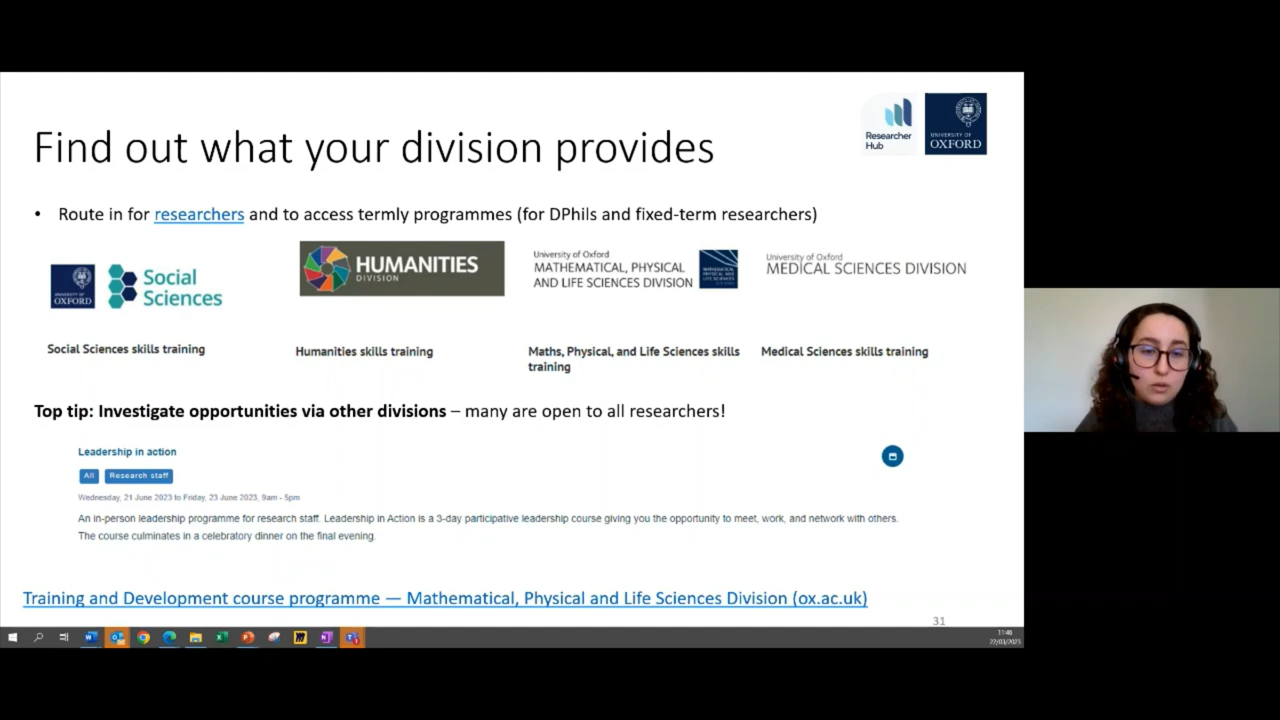 Find out what your division provides
Researcher
Hub
UNIVERSITY OF
OXFORD
• Route in for researchers and to access termly programmes (for DPhils and fixed-term researchers)
UNIVERSITY OF
OXFORD
Social
Sciences
HUMANITIES
DIVISION
University of Oxford
MATHEMATICAL, PHYSICAL
AND LIFE SCIENCES DIVISION
University of Oxford
MEDICAL SCIENCES DIVISION
Social Sciences skills training
Humanities skills training
Maths, Physical, and Life Sciences skills
training
Medical Sciences skills training
Top tip: Investigate opportunities via other divisions – many are open to all researchers!
Leadership in action
All
Research staff
Wednesday, 21 June 2023 to Friday, 23 June 2023, 9am - 5pm
An in-person leadership programme for research staff. Leadership in Action is a 3-day participative leadership course giving you the opportunity to meet, work, and network with others.
The course culminates in a celebratory dinner on the final evening.
Training and Development course programme — Mathematical, Physical and Life Sciences Division (ox.ac.uk)
31
11:46